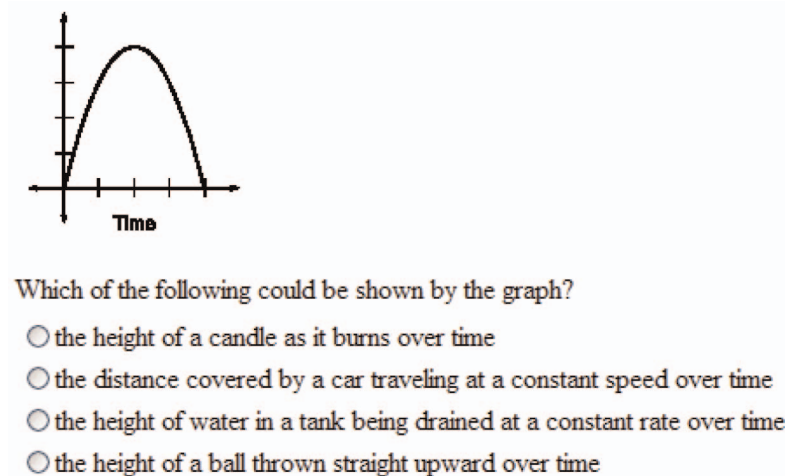 Time
Which of the following could be shown by the graph?
the height of a candle as it burns over time
the distance covered by a car traveling at a constant speed over time
the height of water in a tank being drained at a constant rate over time
the height of a ball thrown straight upward over time